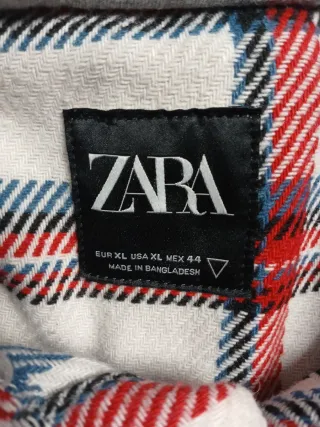 ZARA
EUR XL USA XL MEX 44
MADE IN BANGLADESH